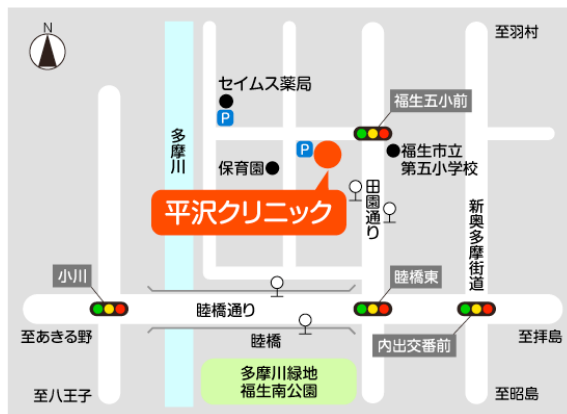 N
至羽村
セイムス薬局
P
福生五小前
多摩川
P
保育園
福生市立
第五小学校
平沢クリニック
田園通り
新奥多摩街道
小川
睦橋東
睦橋通り
至あきる野
睦橋
内出交番前
至拝島
多摩川緑地
福生南公園
至八王子
至昭島